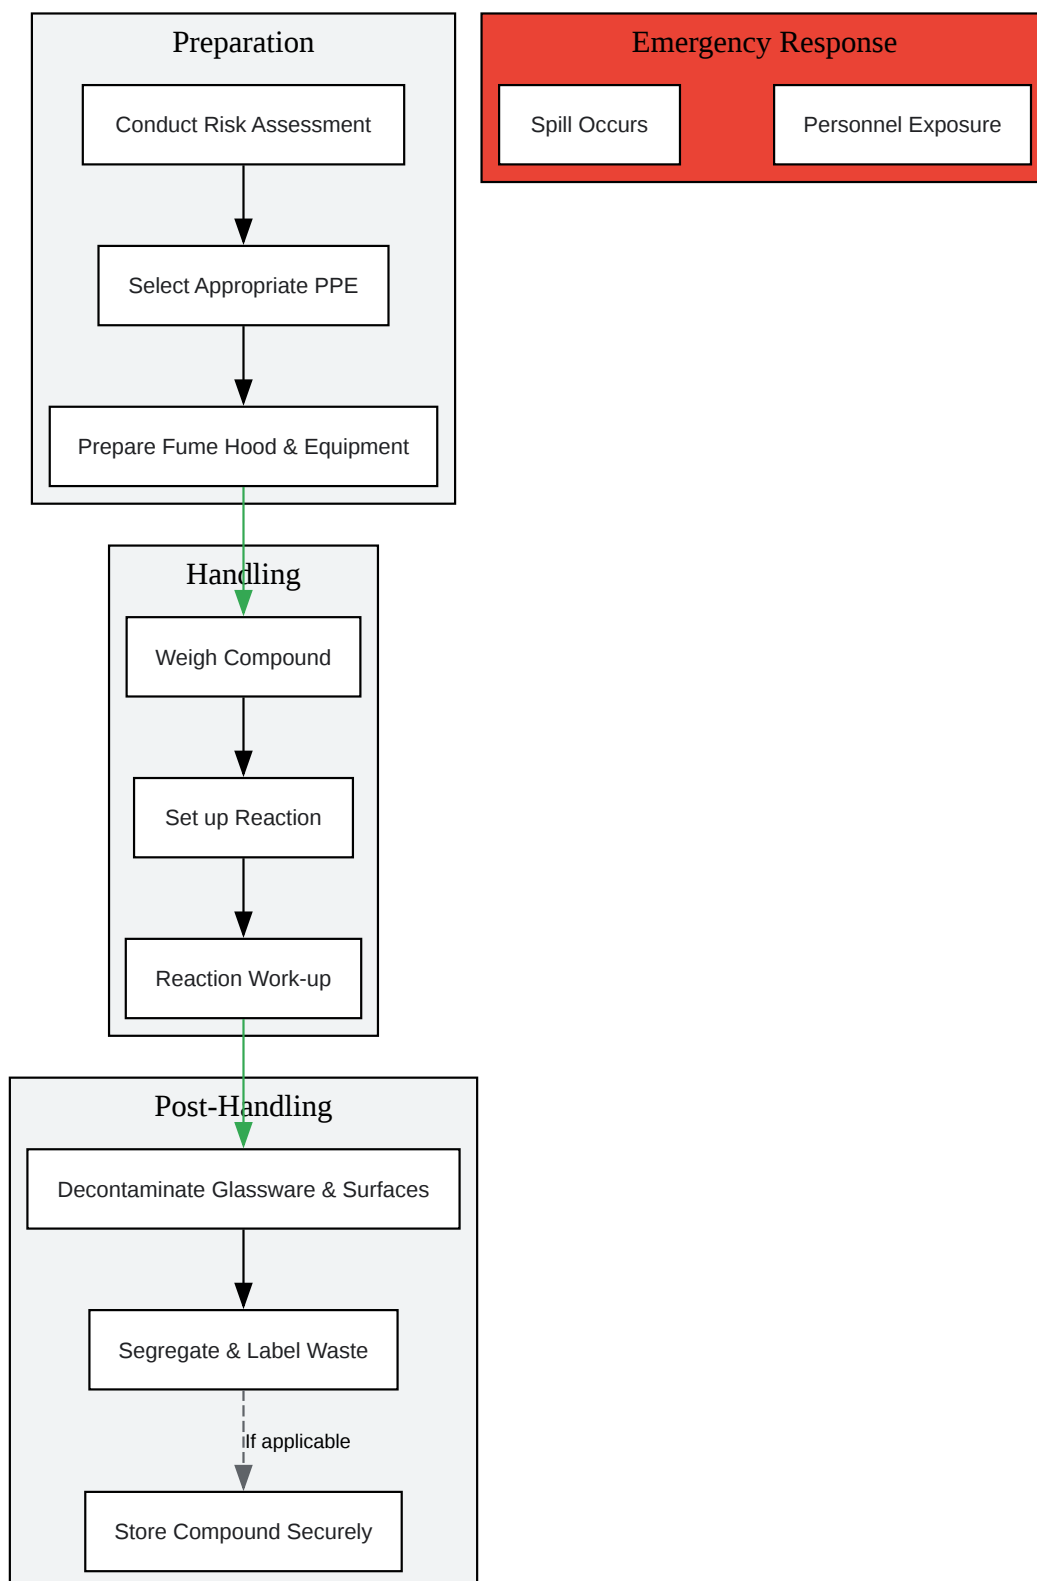 Preparation
Conduct Risk Assessment
Select Appropriate PPE
Prepare Fume Hood & Equipment
Emergency Response
Spill Occurs
Personnel Exposure
Handling
Weigh Compound
Set up Reaction
Reaction Work-up
Post-Handling
Decontaminate Glassware & Surfaces
Segregate & Label Waste
If applicable
Store Compound Securely